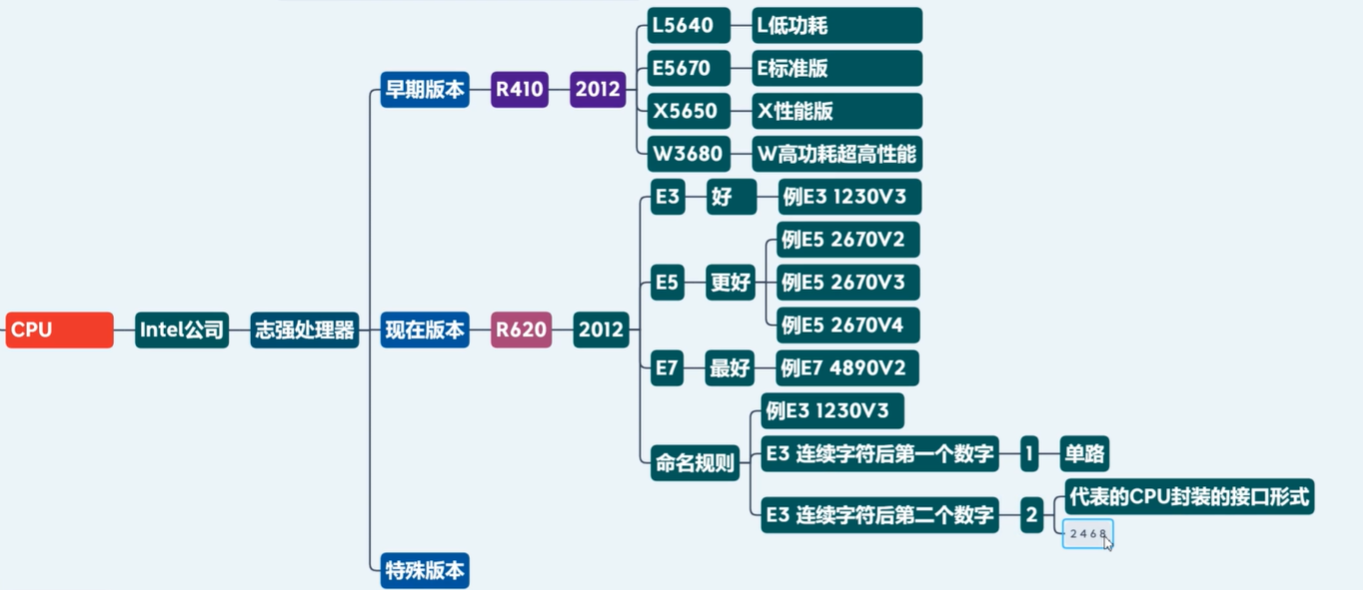 CPU
Intel公司
志强处理器
早期版本
R410
2012
L5640
L低功耗
E5670
E标准版
X5650
X性能版
W3680
W高功耗超高性能
现在版本
R620
2012
E3
好
例E3 1230V3
E5
更好
例E5 2670V2
例E5 2670V3
例E5 2670V4
E7
最好
例E7 4890V2
命名规则
例E3 1230V3
E3 连续字符后第一个数字
1
单路
E3 连续字符后第二个数字
2
代表的CPU封装的接口形式
2 4 6 8
特殊版本